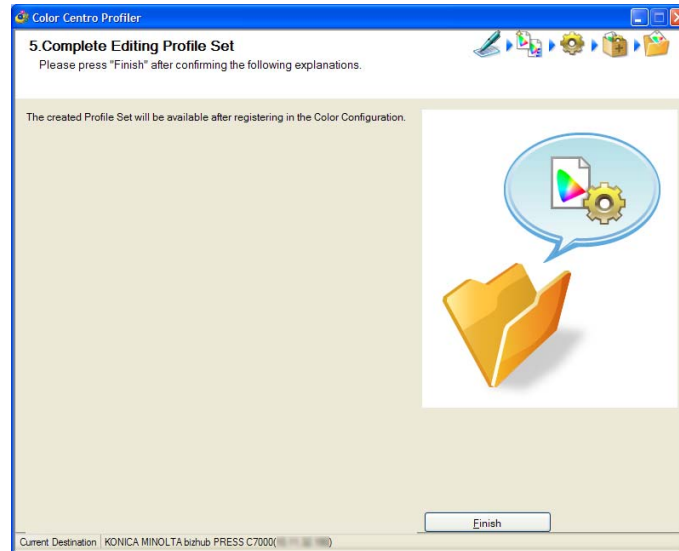 Color Centro Profiler
5.Complete Editing Profile Set
Please press "Finish" after confirming the following explanations.
The created Profile Set will be available after registering in the Color Configuration.
Finish
Current Destination KONICA MINOLTA bizhub PRESS C7000(